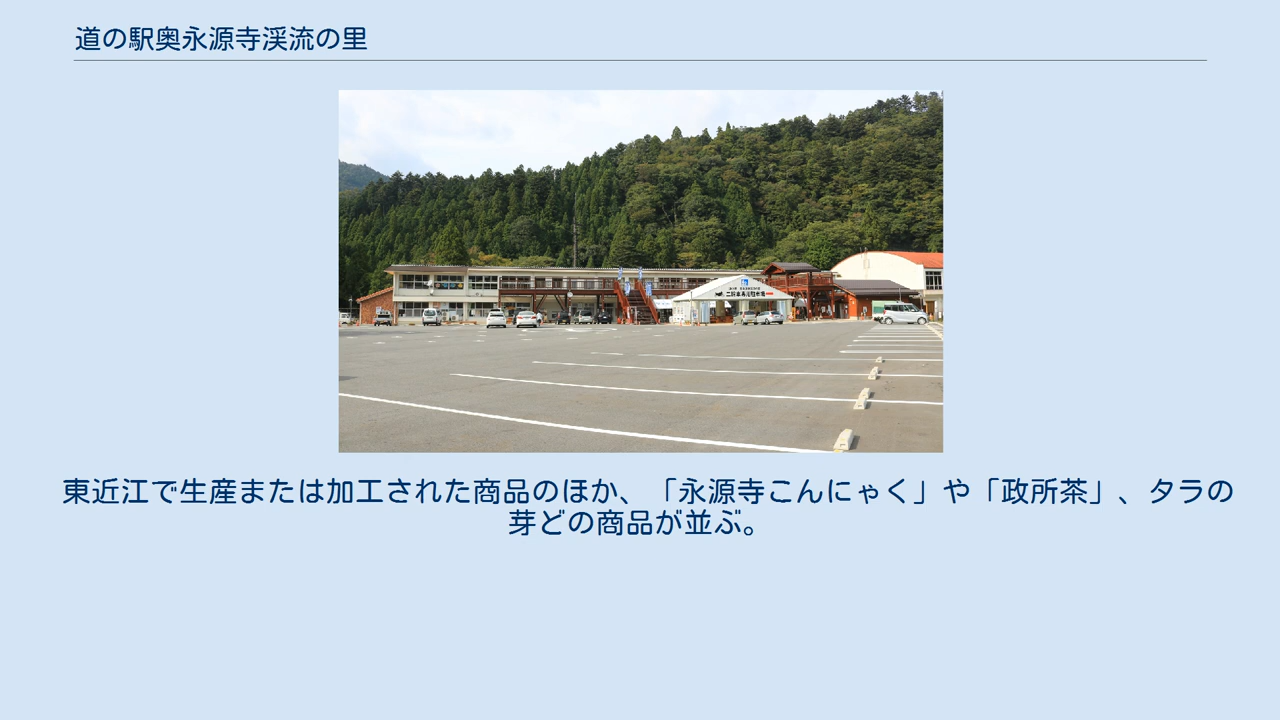 道の駅奥永源寺渓流の里
東近江で生産または加工された商品のほか、「永源寺こんにゃく」や「政所茶」、タラの
芽どの商品が並ぶ。